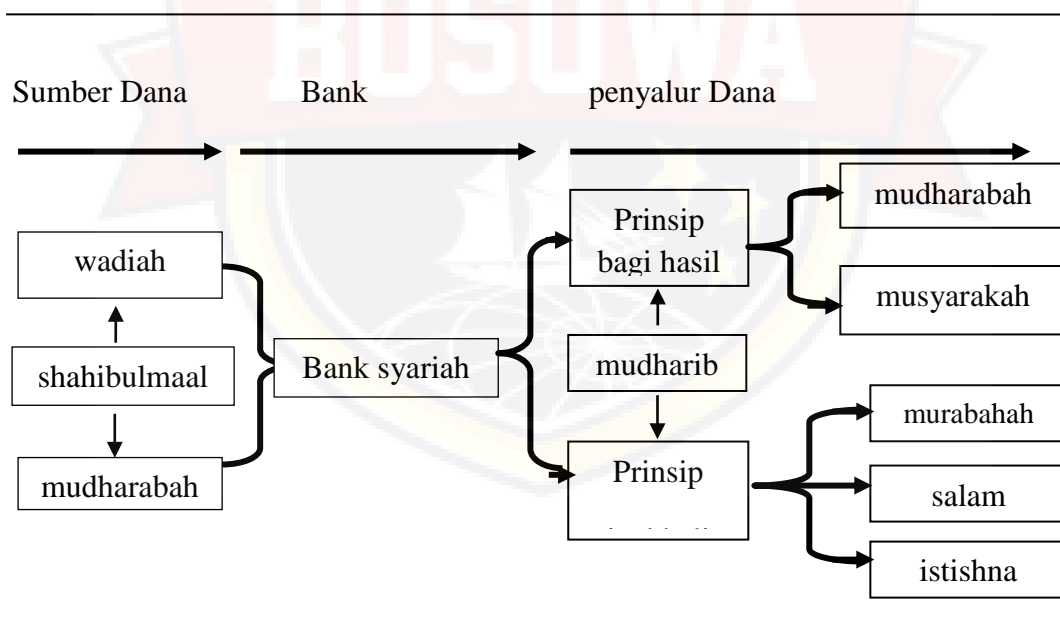 BOSOWA
Sumber Dana Bank penyalur Dana
wadiah
shahibulmaal
mudharabah
Bank syariah
Prinsip
bagi hasil
mudharib
Prinsip
mudharabah
musyarakah
murabahah
salam
istishna